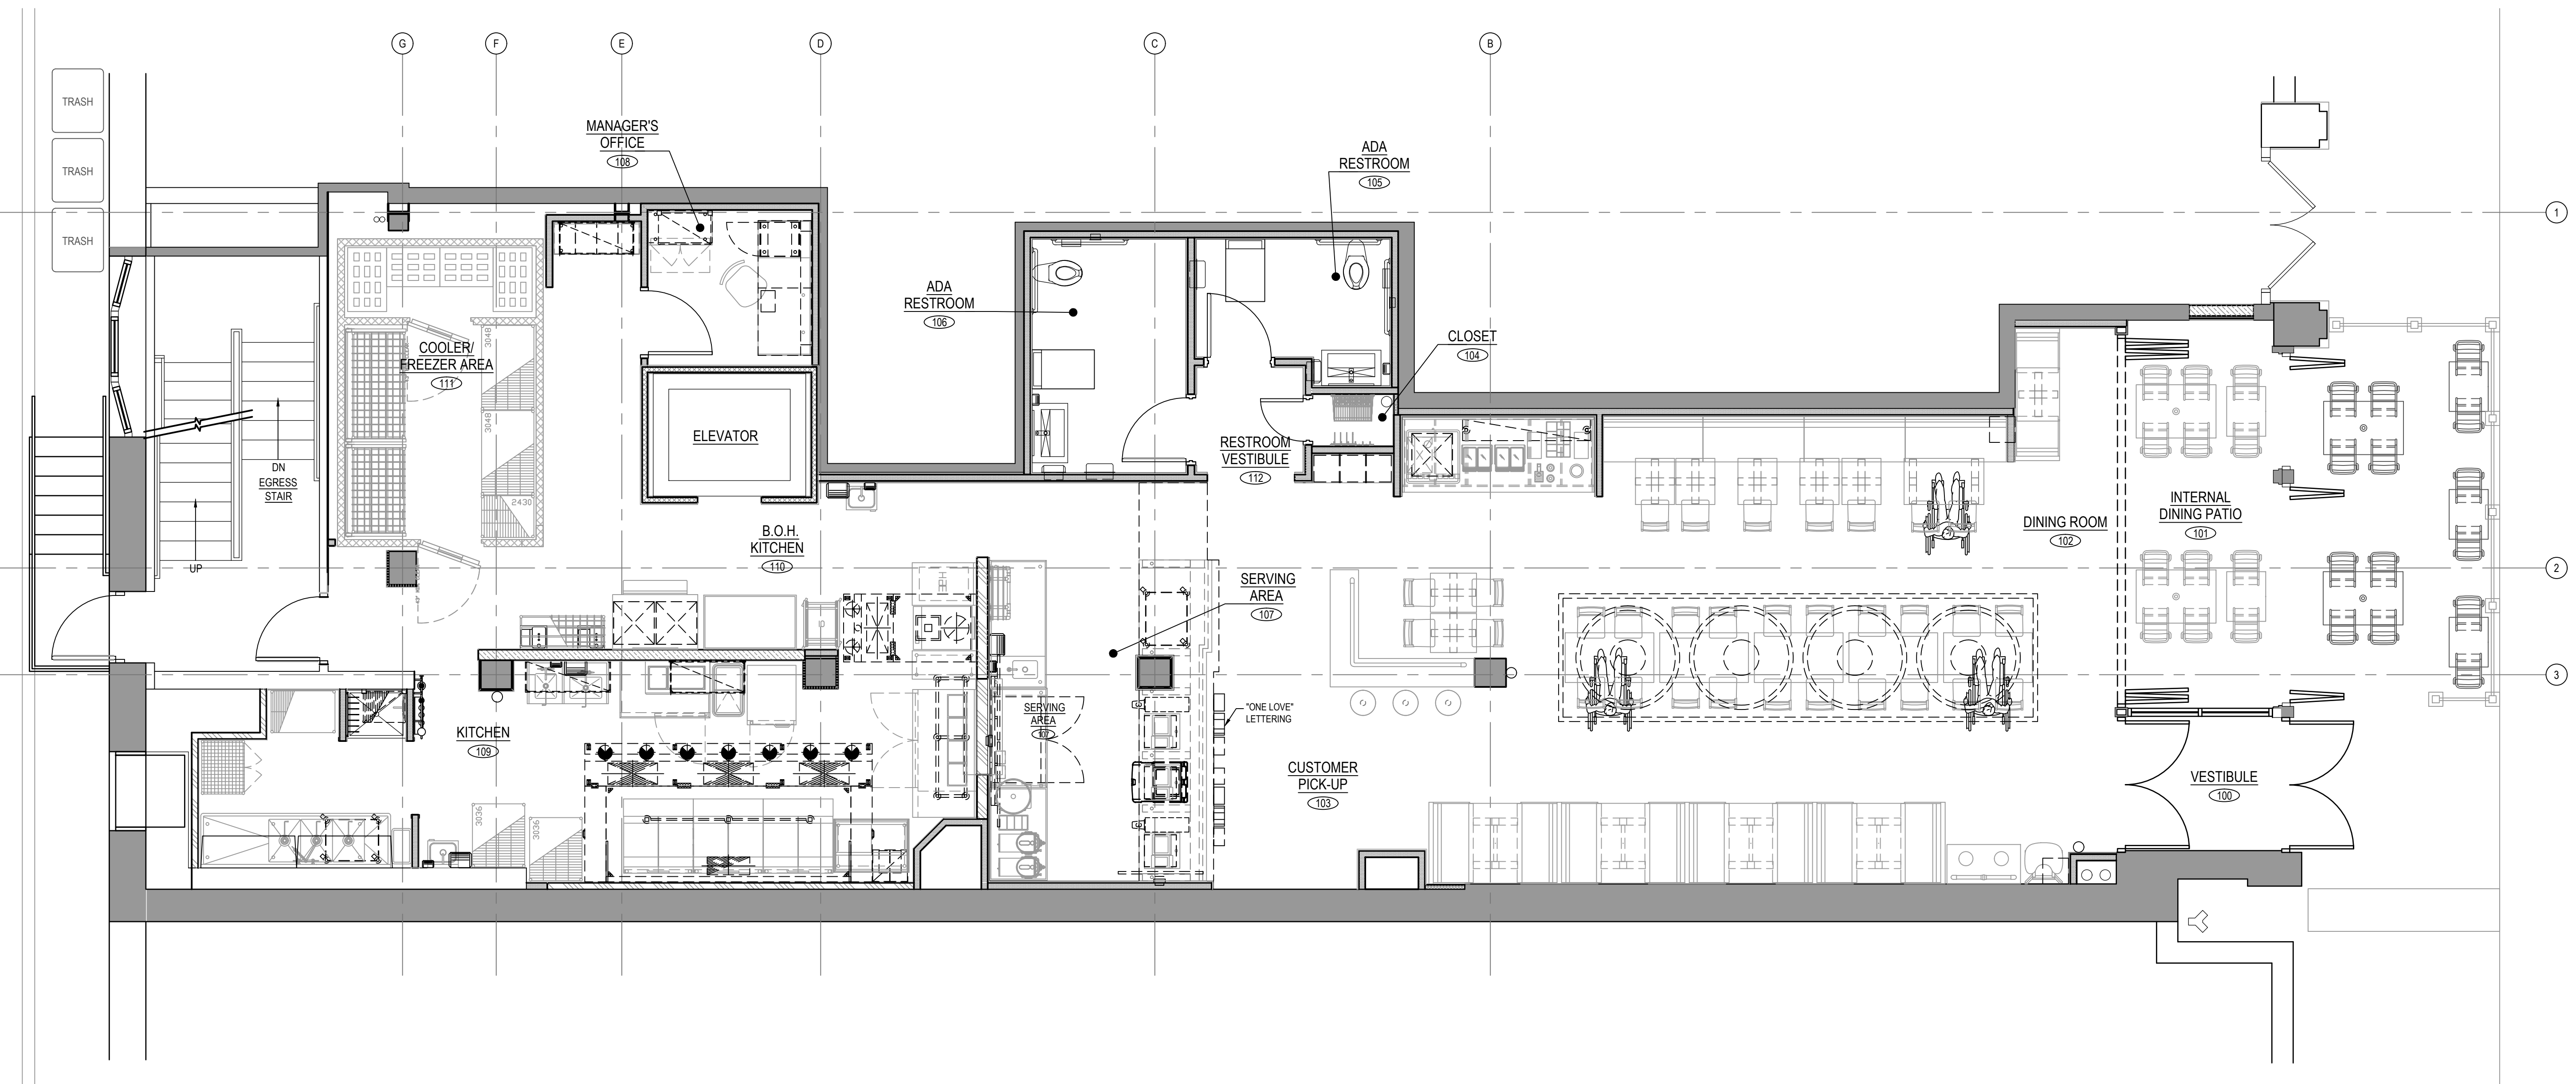 G
F
E
D
C
B
TRASH
TRASH
TRASH
MANAGER'S
OFFICE
108
ADA
RESTROOM
105
1
ADA
RESTROOM
106
CLOSET
104
COOLER/
FREEZER AREA
111
3048
3048
2430
ELEVATOR
RESTROOM
VESTIBULE
112
DN
EGRESS
STAIR
UP
B.O.H.
KITCHEN
110
DINING ROOM
102
INTERNAL
DINING PATIO
101
2
SERVING
AREA
107
3
KITCHEN
109
SERVING
AREA
107
"ONE LOVE"
LETTERING
CUSTOMER
PICK-UP
103
VESTIBULE
100
3036
3036